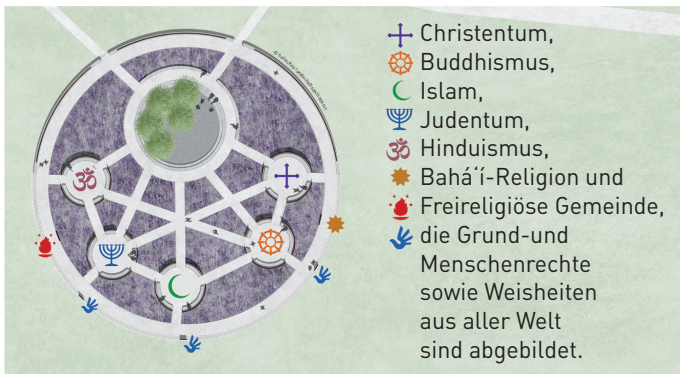 Christentum,
Buddhismus,
Islam,
Judentum,
Hinduismus,
Bahá´í-Religion und
Freireligiöse Gemeinde,
die Grund-und
Menschenrechte
sowie Weisheiten
aus aller Welt
sind abgebildet.